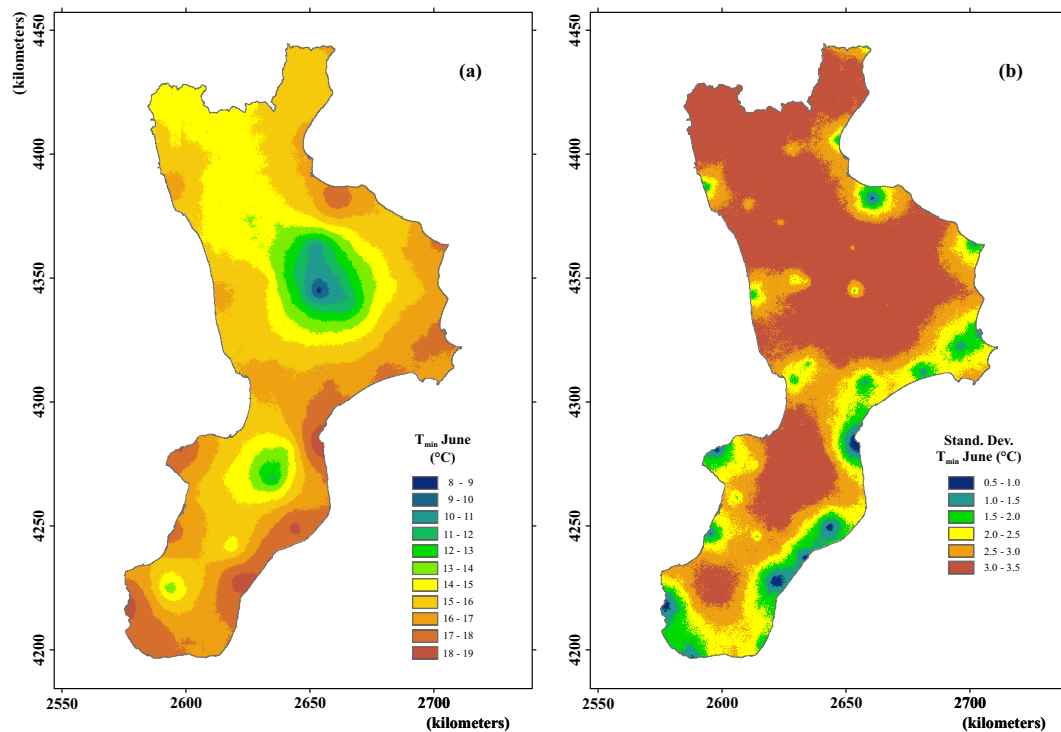 (kilometers)
4450
4400
4350
4300
4250
4200
(a)
T min June
(°C)
8 - 9
9 - 10
10 - 11
11 - 12
12 - 13
13 - 14
14 - 15
15 - 16
16 - 17
17 - 18
18 - 19
2550
2600
2650
2700
(kilometers)
4450
4400
4350
4300
4250
4200
(b)
Stand. Dev.
T min June (°C)
0.5 - 1.0
1.0 - 1.5
1.5 - 2.0
2.0 - 2.5
2.5 - 3.0
3.0 - 3.5
2550
2600
2650
2700
(kilometers)